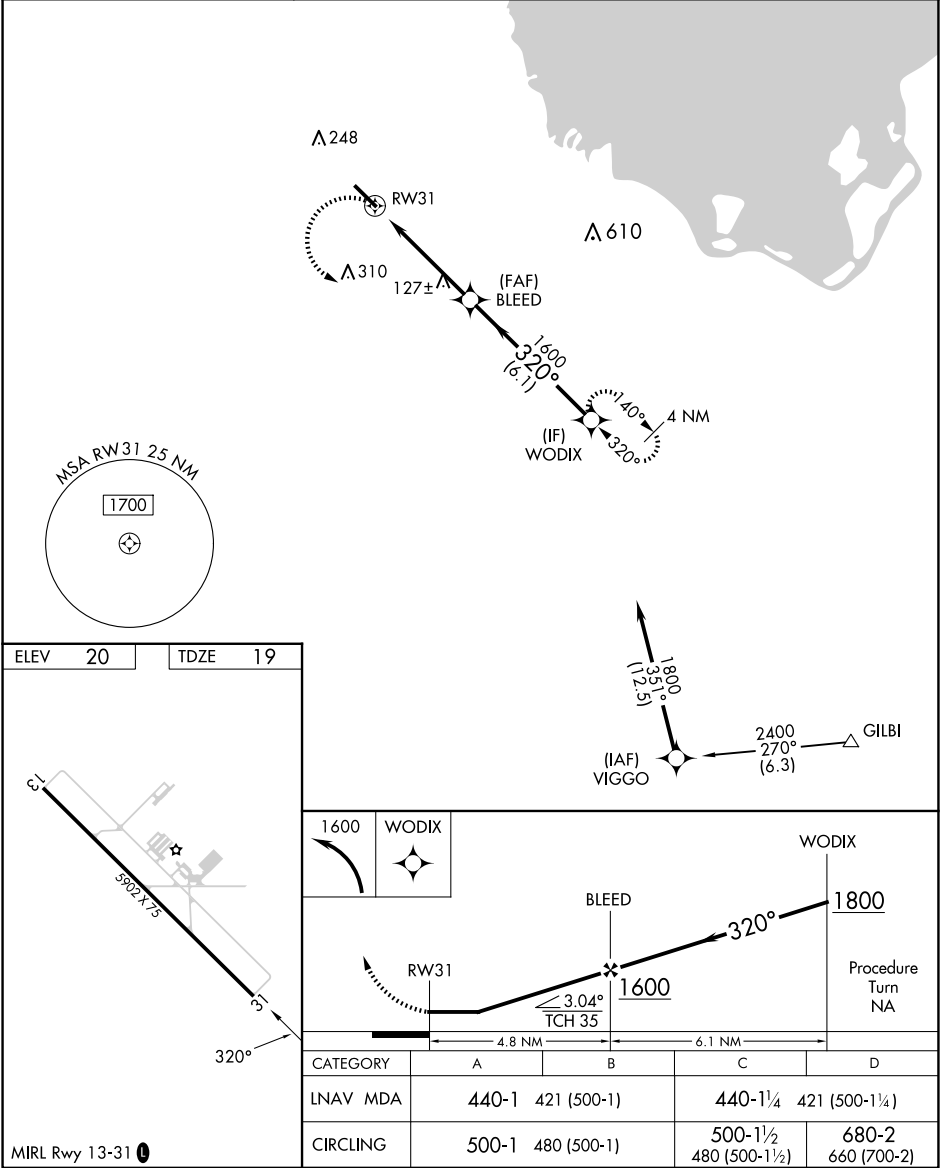 248
RW31
610
310
127±
(FAF)
BLEED
1600
320°
(6.1)
140°
4 NM
320°
(IF)
WODIX
MSA RW31 25 NM
1700
1800
351°
(12.5)
2400
270°
(6.3)
GILBI
(IAF)
VIGGO
ELEV 20
TDZE 19
13
5902 X 75
31
320°
MIRL Rwy 13-31 L
1600
WODIX
WODIX
BLEED
1800
320°
RW31
1600
3.04°
TCH 35
Procedure
Turn
NA
4.8 NM
6.1 NM
CATEGORY A B C D
LNAV MDA 440-1 421 (500-1) 440-1¼ 421 (500-1¼)
CIRCLING 500-1 480 (500-1) 500-1½ 480 (500-1½) 680-2 660 (700-2)